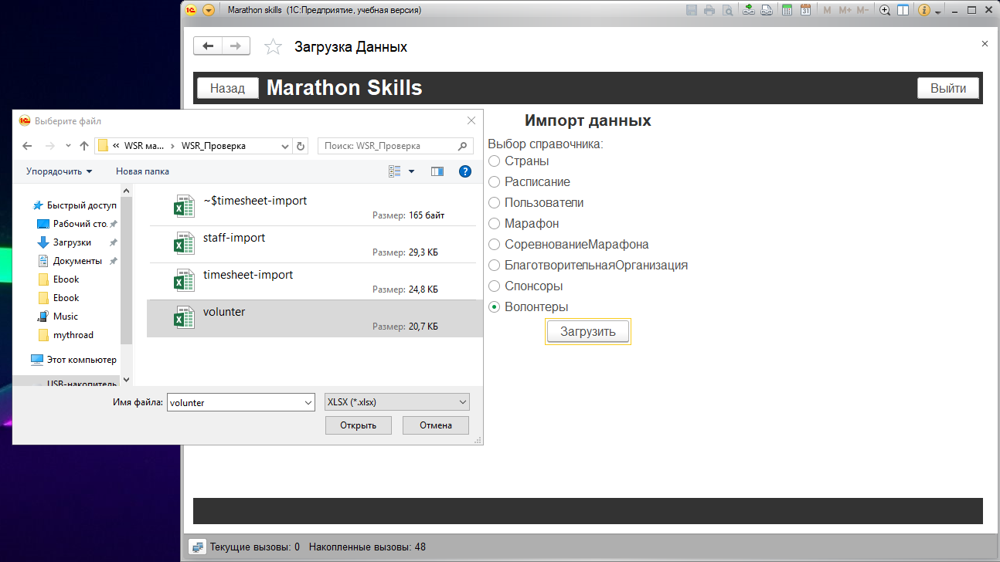 Marathon skills (1С:Предприятие, учебная версия)
M M+ M-
31
Загрузка Данных
Назад
Marathon Skills
Выйти
Выберите файл
« WSR ма... › WSR_Проверка
Поиск: WSR_Проверка
Упорядочить
Новая папка
Быстрый доступ
Рабочий сто.
Загрузки
Документы
Ebook
Ebook
Music
mythroad
Этот компьютер
USB-накопитель
~$timesheet-import
Размер: 165 байт
staff-import
Размер: 29,3 КБ
timesheet-import
Размер: 24,8 КБ
volunter
Размер: 20,7 КБ
Имя файла: volunter
XLSX (*.xlsx)
Открыть
Отмена
Импорт данных
Выбор справочника:
Страны
Расписание
Пользователи
Марафон
СоревнованиеМарафона
БлаготворительнаяОрганизация
Спонсоры
Волонтеры
Загрузить
Текущие вызовы: 0 Накопленные вызовы: 48